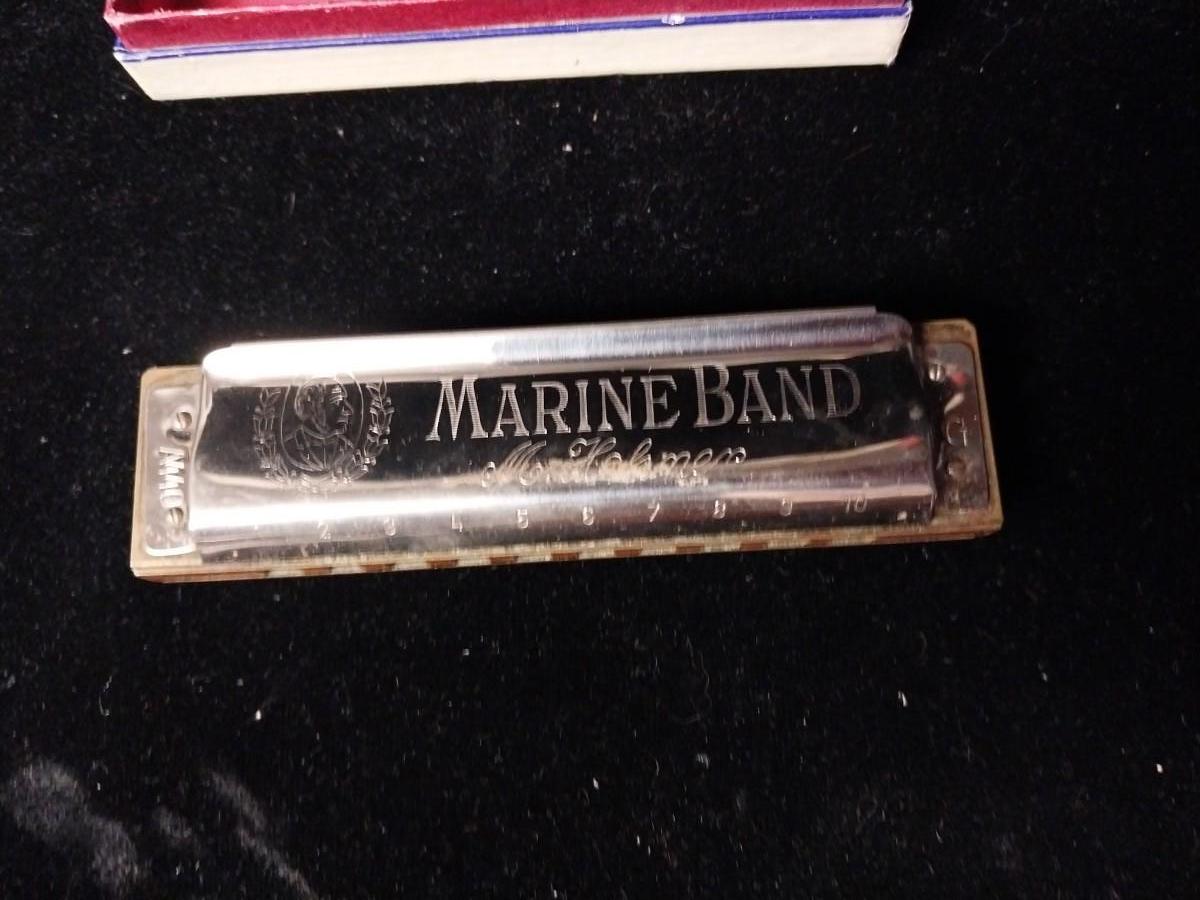 MARINE BAND
M. Hohner
2 3 4 5 6 7 8 9 10